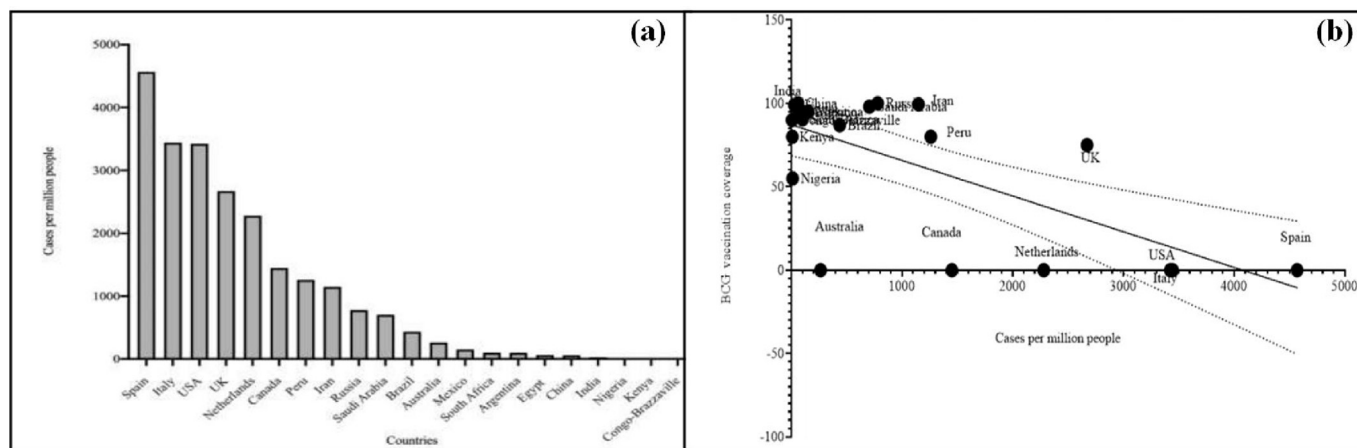 (a)
5000
4000
3000
2000
1000
0
Cases per million people
Spain
Italy
USA
UK
Netherlands
Canada
Peru
Iran
Russia
Saudi Arabia
Brazil
Australia
Mexico
South Africa
Argentina
Egypt
China
India
Nigeria
Kenya
Congo-Brazzaville
Countries
(b)
150
100
50
0
-50
-100
BCG vaccination coverage
India
China
Russia
Iran
Saudi Arabia
Brazil
Peru
Kenya
UK
Nigeria
Australia
Canada
Netherlands
USA
Italy
Spain
1000
2000
3000
4000
5000
Cases per million people